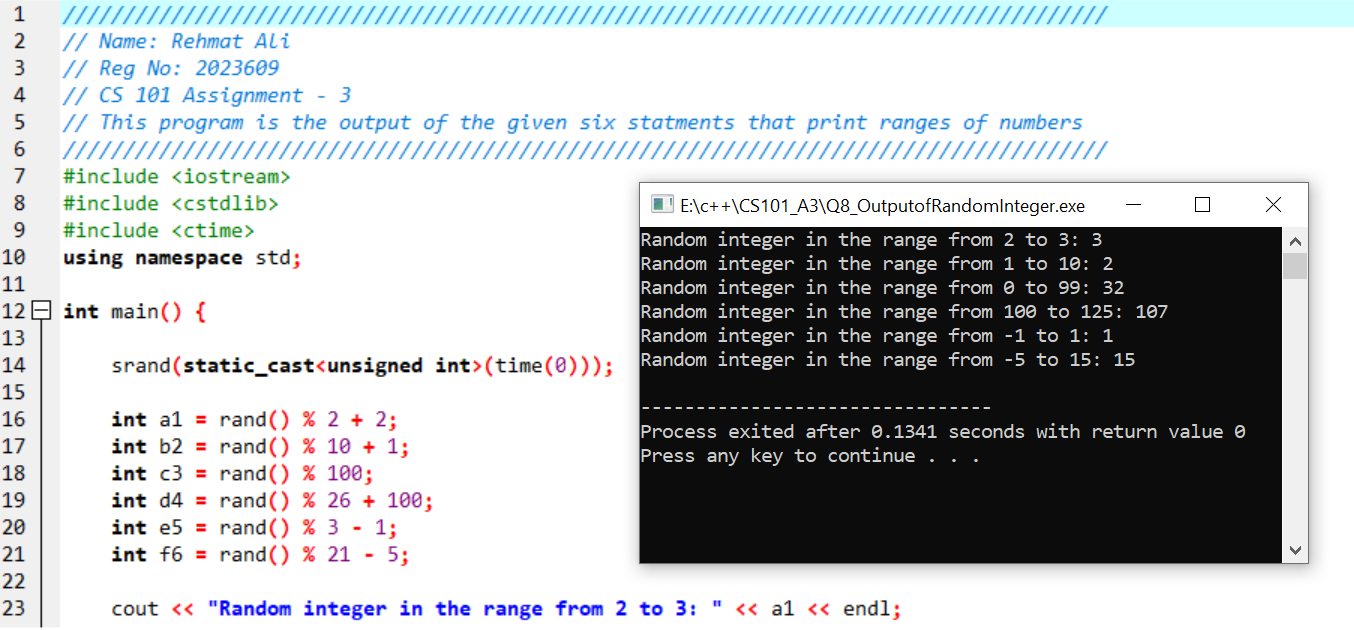 1 ///////////////////////////////////////////////////////////////////////////////////////
2 // Name: Rehmat Ali
3 // Reg No: 2023609
4 // CS 101 Assignment - 3
5 // This program is the output of the given six statments that print ranges of numbers
6 ///////////////////////////////////////////////////////////////////////////////////////
7 #include <iostream>
8 #include <cstdlib>
9 #include <ctime>
10 using namespace std;
11
12 int main() {
13
14 srand(static_cast<unsigned int>(time(0)));
15
16 int a1 = rand() % 2 + 2;
17 int b2 = rand() % 10 + 1;
18 int c3 = rand() % 100;
19 int d4 = rand() % 26 + 100;
20 int e5 = rand() % 3 - 1;
21 int f6 = rand() % 21 - 5;
22
23 cout << "Random integer in the range from 2 to 3: " << a1 << endl;
E:\c++\CS101_A3\Q8_OutputofRandomInteger.exe
Random integer in the range from 2 to 3: 3
Random integer in the range from 1 to 10: 2
Random integer in the range from 0 to 99: 32
Random integer in the range from 100 to 125: 107
Random integer in the range from -1 to 1: 1
Random integer in the range from -5 to 15: 15
--------------------------------
Process exited after 0.1341 seconds with return value 0
Press any key to continue . . .